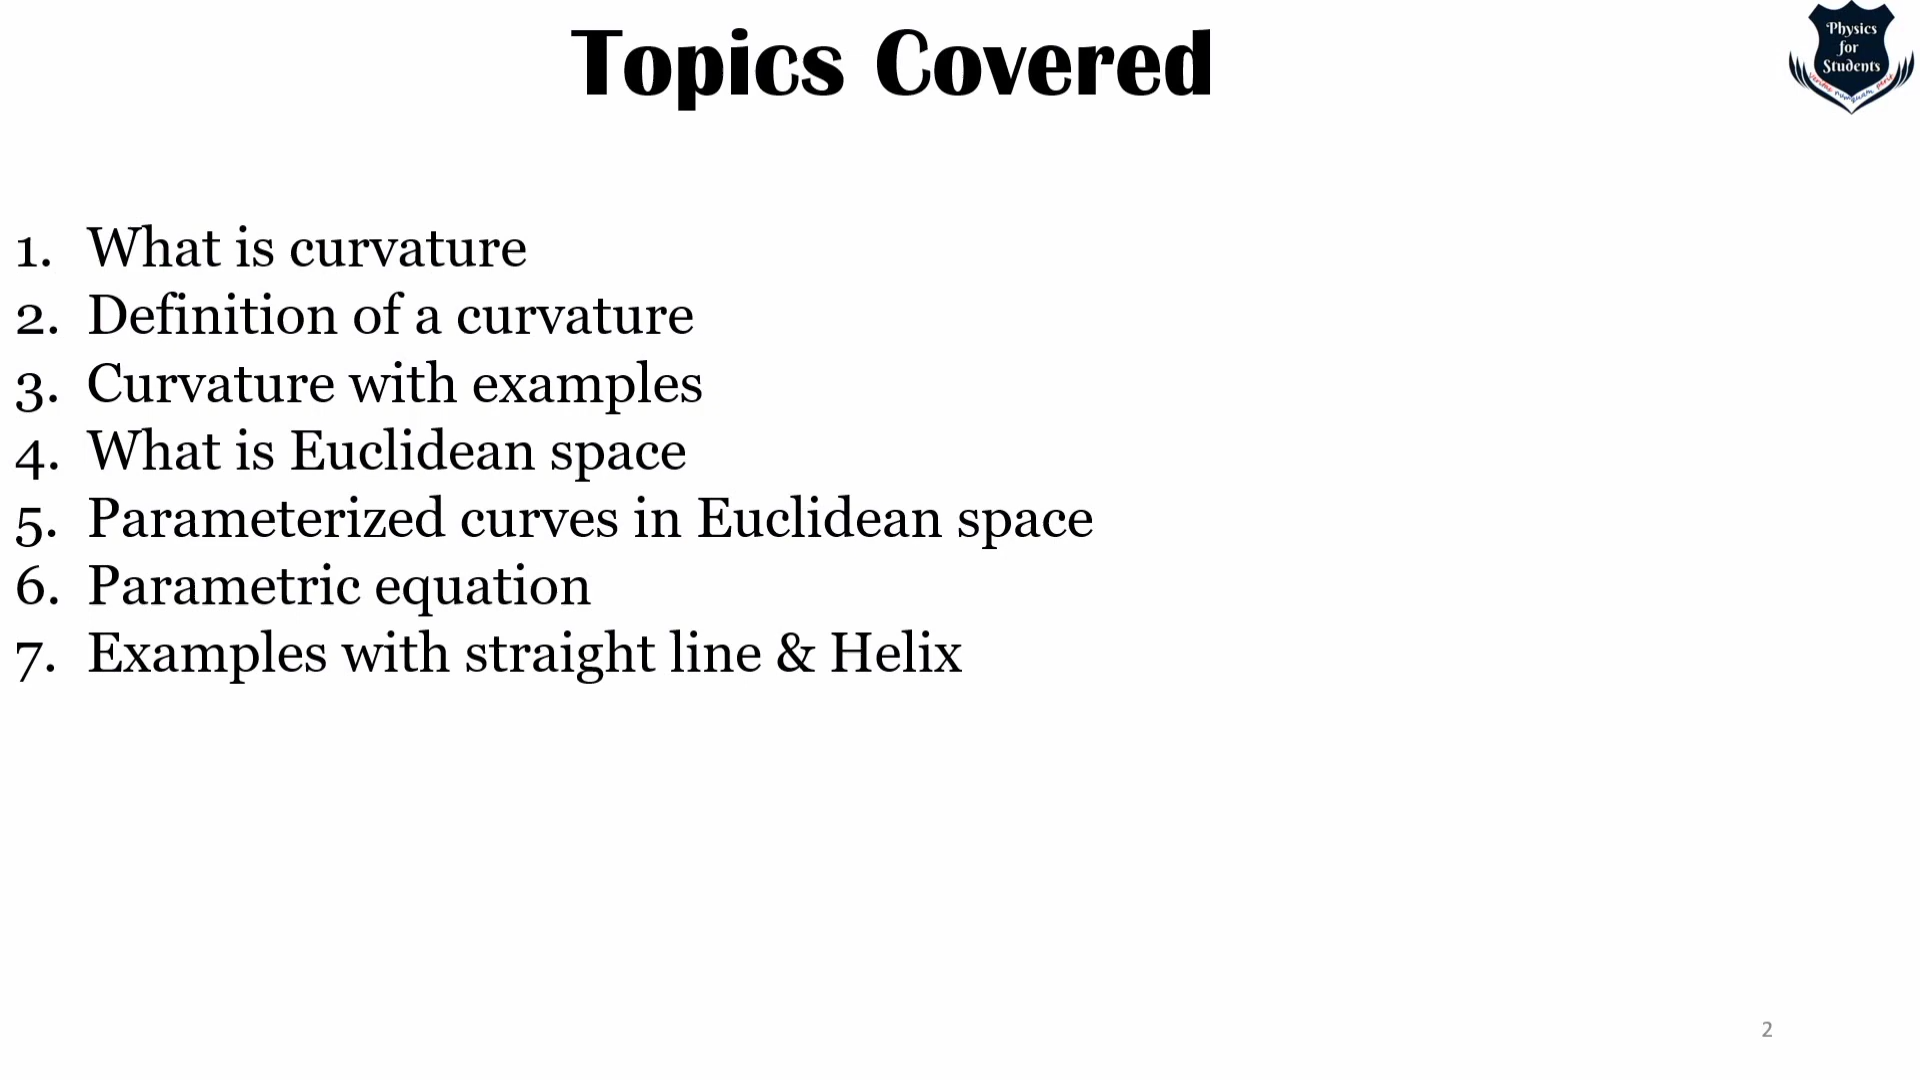 Topics Covered
Physics
for
Students
1. What is curvature
2. Definition of a curvature
3. Curvature with examples
4. What is Euclidean space
5. Parameterized curves in Euclidean space
6. Parametric equation
7. Examples with straight line & Helix
2